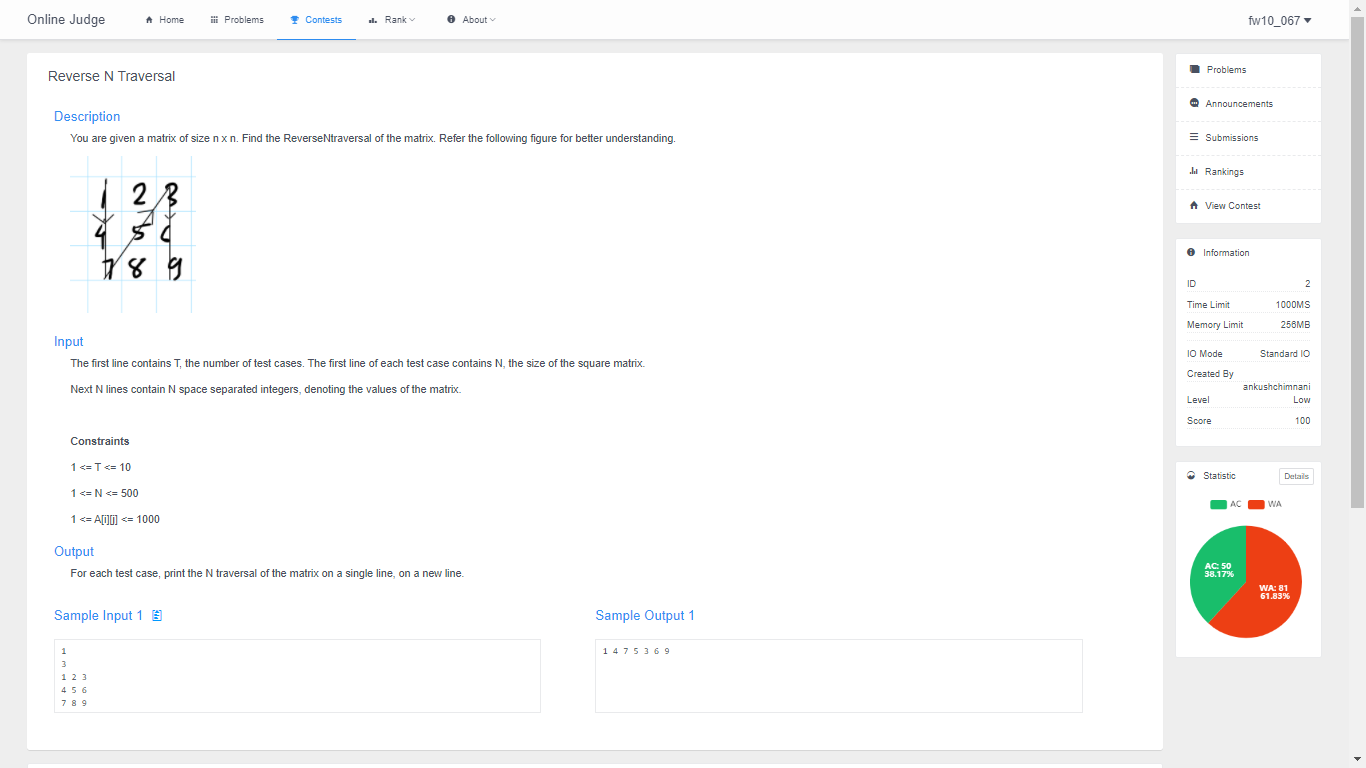 Online Judge
Home
Problems
Contests
Rank
About
fw10_067
Reverse N Traversal
Description
You are given a matrix of size n x n. Find the ReverseNtraversal of the matrix. Refer the following figure for better understanding.
1 2 3
4 5 6
7 8 9
Input
The first line contains T, the number of test cases. The first line of each test case contains N, the size of the square matrix.
Next N lines contain N space separated integers, denoting the values of the matrix.
Constraints
1 <= T <= 10
1 <= N <= 500
1 <= A[i][j] <= 1000
Output
For each test case, print the N traversal of the matrix on a single line, on a new line.
Sample Input 1
1
3
1 2 3
4 5 6
7 8 9
Sample Output 1
1 4 7 5 3 6 9
Problems
Announcements
Submissions
Rankings
View Contest
Information
ID 2
Time Limit 1000MS
Memory Limit 256MB
IO Mode Standard IO
Created By
ankushchimnani
Level Low
Score 100
Statistic
Details
AC WA
AC: 50
38.17%
WA: 81
61.83%